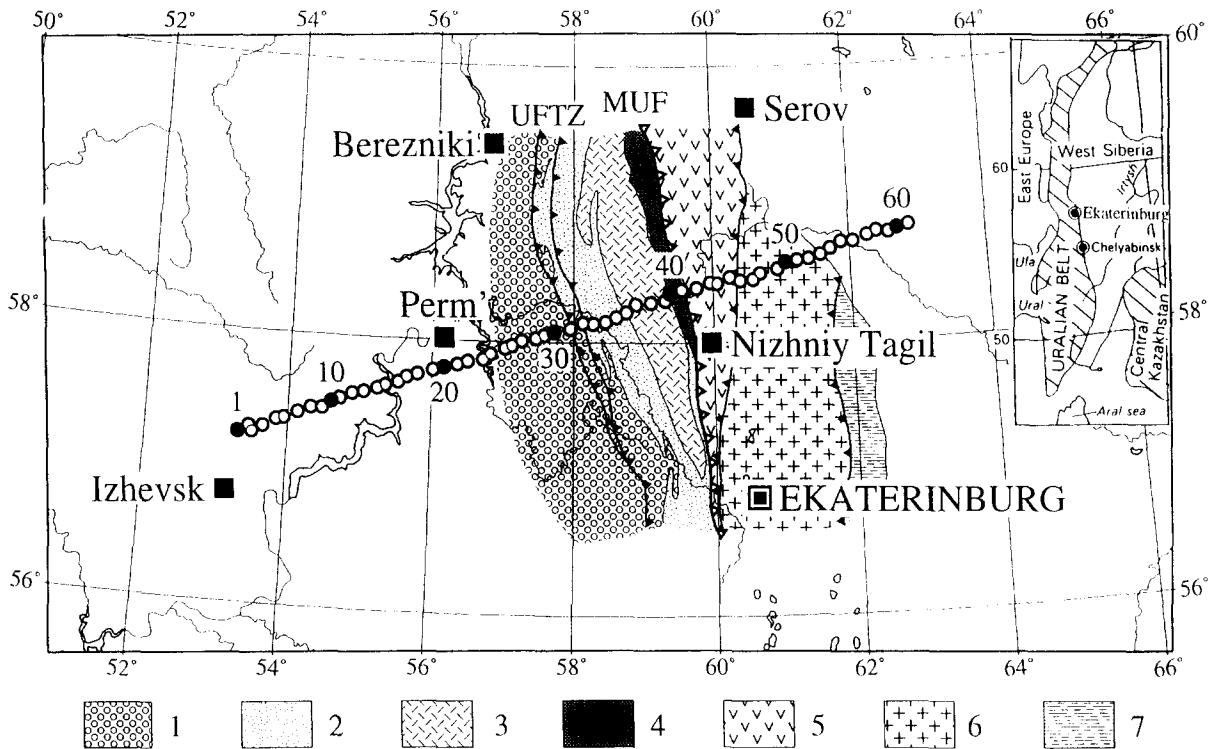 50° 52° 54° 56° 58° 60° 62° 64° 66°
60°
UFTZ
MUF
Serov
Berezniki
60
50
40
58°
58°
Perm'
30
Nizhniy Tagil
20
10
1
Izhevsk
EKATERINBURG
56°
56°
52° 54° 56° 58° 60° 62° 64° 66°
East Europe
West Siberia
60
Irtysh
Ekaterinburg
Chelyabinsk
Ufa
Ural
URALIAN BELT
50
Central
Kazakhstan
Aral sea
1 2 3 4 5 6 7